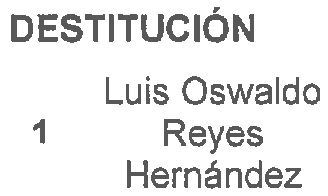 DESTITUCIÓN
Luis Oswaldo
1 Reyes
Hernández